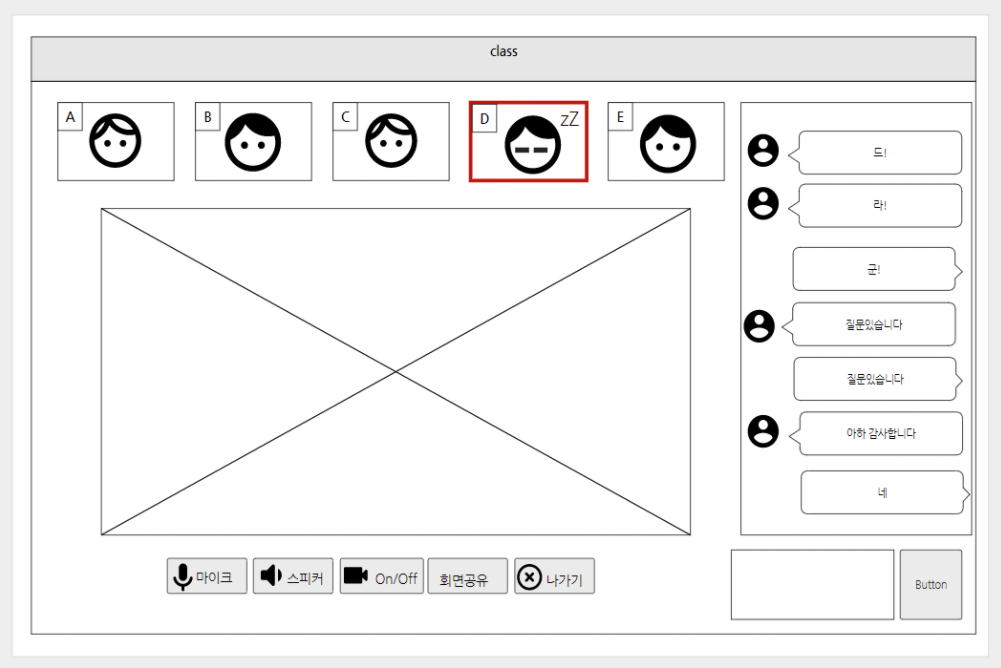 class
A
B
C
D
zZ
E
드!
라!
군!
질문있습니다
질문있습니다
아하 감사합니다
네
마이크
스피커
On/Off
회면공유
나가기
Button